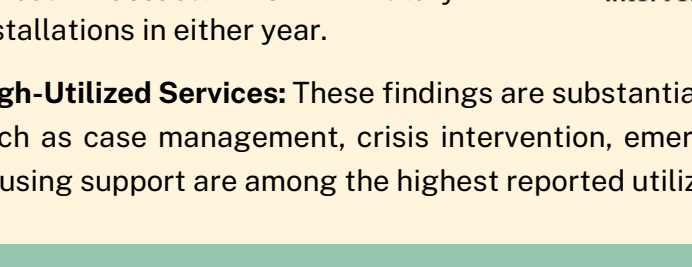 stallations in either year.
gh-Utilized Services: These findings are substantia
ch as case management, crisis intervention, emer
using support are among the highest reported utiliz